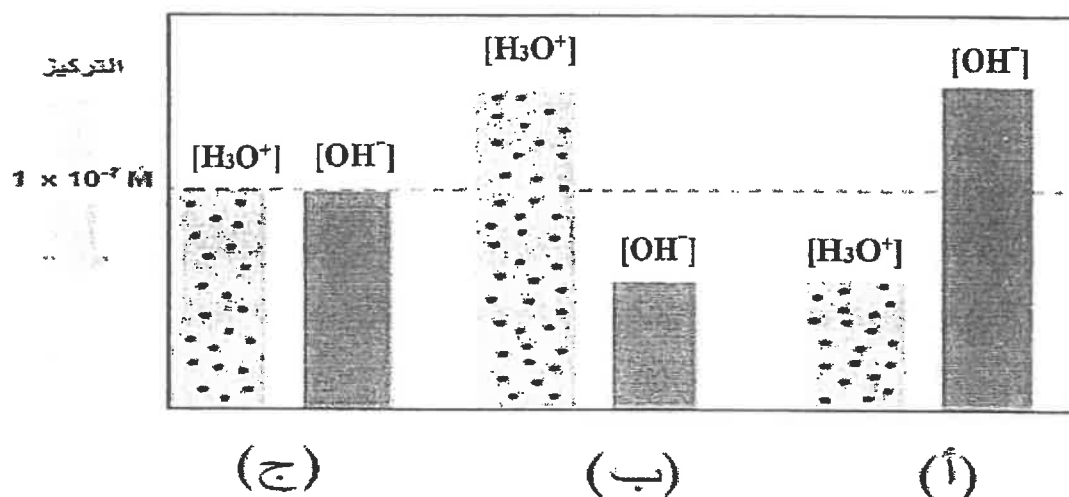 التركيز
1 × 10⁻⁷ M
[H₃O⁺] [OH⁻]
[H₃O⁺]
[OH⁻]
[H₃O⁺]
[OH⁻]
(أ)
(ب)
(ج)